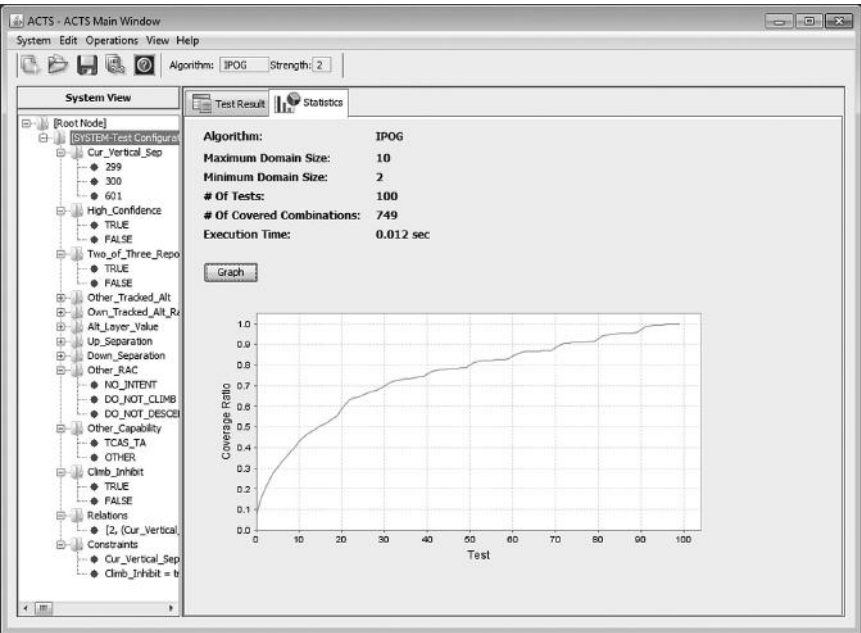 ACTS - ACTS Main Window
System Edit Operations View Help
Algorithm: IPOG Strength: 2
System View
[Root Node]
[SYSTEM-Test Configurat
Cur_Vertical_Sep
299
300
601
High_Confidence
TRUE
FALSE
Two_of_Three_Repo
TRUE
FALSE
Other_Tracked_Alt
Own_Tracked_Alt_Ra
Alt_Layer_Value
Up_Separation
Down_Separation
Other_RAC
NO_INTENT
DO_NOT_CLIMB
DO_NOT_DESCE
Other_Capability
TCAS_TA
OTHER
Climb_Inhibit
TRUE
FALSE
Relations
[2, (Cur_Vertical_
Constraints
Cur_Vertical_Sep
Climb_Inhibit = tr
Test Result Statistics
Algorithm: IPOG
Maximum Domain Size: 10
Minimum Domain Size: 2
# Of Tests: 100
# Of Covered Combinations: 749
Execution Time: 0.012 sec
Graph
1.0
0.9
0.8
0.7
0.6
0.5
0.4
0.3
0.2
0.1
0.0
Coverage Ratio
0 10 20 30 40 50 60 70 80 90 100
Test